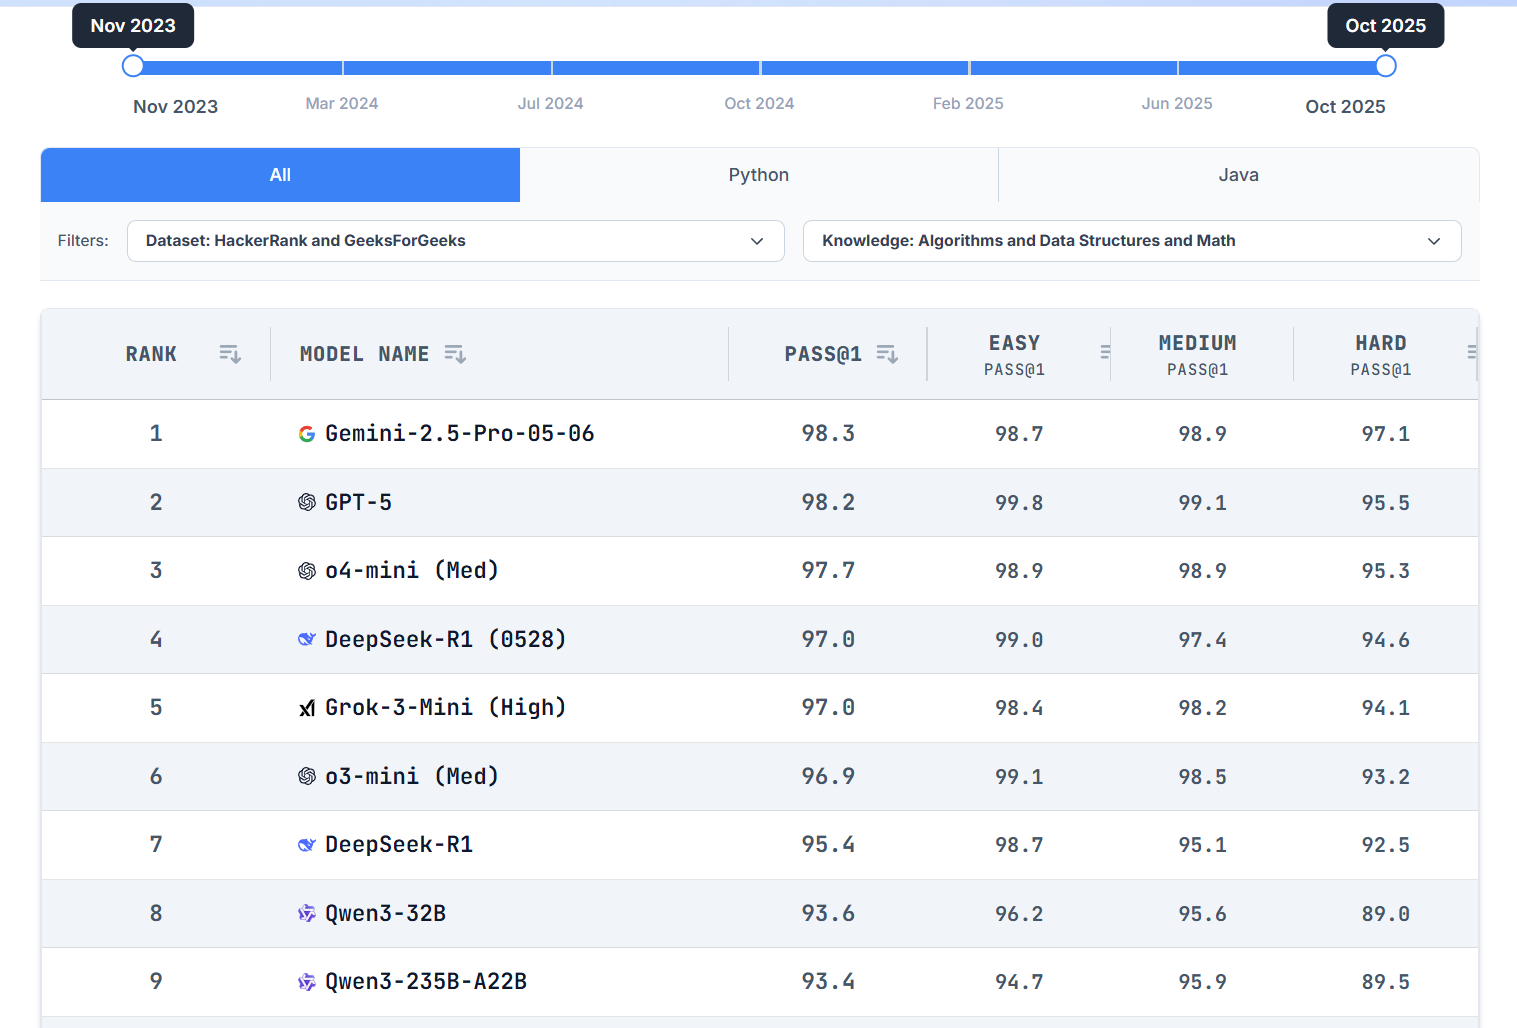 Nov 2023 Oct 2025
Nov 2023 Mar 2024 Jul 2024 Oct 2024 Feb 2025 Jun 2025 Oct 2025
All Python Java
Filters: Dataset: HackerRank and GeeksForGeeks Knowledge: Algorithms and Data Structures and Math
RANK MODEL NAME PASS@1 EASY PASS@1 MEDIUM PASS@1 HARD PASS@1
1 Gemini-2.5-Pro-05-06 98.3 98.7 98.9 97.1
2 GPT-5 98.2 99.8 99.1 95.5
3 o4-mini (Med) 97.7 98.9 98.9 95.3
4 DeepSeek-R1 (0528) 97.0 99.0 97.4 94.6
5 Grok-3-Mini (High) 97.0 98.4 98.2 94.1
6 o3-mini (Med) 96.9 99.1 98.5 93.2
7 DeepSeek-R1 95.4 98.7 95.1 92.5
8 Qwen3-32B 93.6 96.2 95.6 89.0
9 Qwen3-235B-A22B 93.4 94.7 95.9 89.5